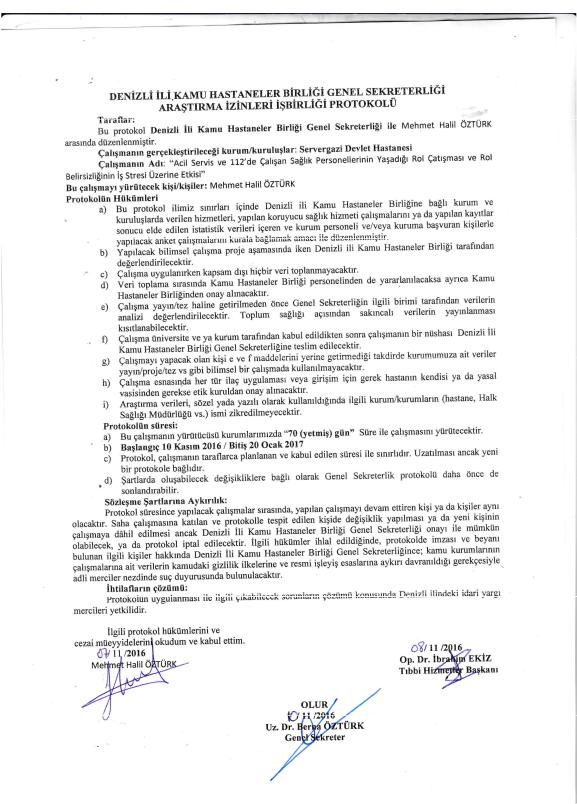 DENİZLİ İLİ KAMU HASTANELER BİRLİĞİ GENEL SEKRETERLİĞİ
ARAŞTIRMA İZİNLERİ İŞBİRLİĞİ PROTOKOLÜ
Taraflar:
Bu protokol Denizli İli Kamu Hastaneler Birliği Genel Sekreterliği ile Mehmet Halil ÖZTÜRK
arasında düzenlenmiştir.
Çalışmanın gerçekleştirileceği kurum/kuruluşlar: Servergazi Devlet Hastanesi
Çalışmanın Adı: "Acil Servis ve 112'de Çalışan Sağlık Personellerinin Yaşadığı Rol Çatışması ve Rol
Belirsizliğinin İş Stresi Üzerine Etkisi"
Bu çalışmayı yürütecek kişi/kişiler: Mehmet Halil ÖZTÜRK
Protokolün Hükümleri
a) Bu protokol ilimiz sınırları içinde Denizli İli Kamu Hastaneler Birliğine bağlı kurum ve
kuruluşlarda verilen hizmetleri, yapılan koruyucu sağlık hizmeti çalışmalarını ya da yapılan kayıtlar
sonucu elde edilen istatistik verileri içeren ve kurum personeli ve/veya kuruma başvuran kişilerle
yapılacak anket çalışmalarını kurala bağlamak amacı ile düzenlenmiştir.
b) Yapılacak bilimsel çalışma proje aşamasında iken Denizli ili Kamu Hastaneler Birliği tarafından
değerlendirilecektir.
c) Çalışma uygulanırken kapsam dışı hiçbir veri toplanmayacaktır.
d) Veri toplama sırasında Kamu Hastaneler Birliği personelinden de yararlanılacaksa ayrıca Kamu
Hastaneler Birliğinden onay alınacaktır.
e) Çalışma yayın/tez haline getirilmeden önce Genel Sekreterliğin ilgili birimi tarafından verilerin
analizi değerlendirilecektir. Toplum sağlığı açısından sakıncalı verilerin yayınlanması
kısıtlanabilecektir.
f) Çalışma üniversite ve ya kurum tarafından kabul edildikten sonra çalışmanın bir nüshası Denizli İli
Kamu Hastaneler Birliği Genel Sekreterliğine teslim edilecektir.
g) Çalışmayı yapacak olan kişi e ve f maddelerini yerine getirmediği takdirde kurumumuza ait veriler
yayın/proje/tez vs gibi bilimsel bir çalışmada kullanılmayacaktır.
h) Çalışma esnasında her tür ilaç uygulaması veya girişim için gerek hastanın kendisi ya da yasal
vasisinden gerekse etik kuruldan onay alınacaktır.
i) Araştırma verileri, sözel yada yazılı olarak kullanıldığında ilgili kurum/kurumların (hastane, Halk
Sağlığı Müdürlüğü vs.) ismi zikredilmeyecektir.
Protokolün süresi:
a) Bu çalışmanın yürütücüsü kurumlarımızda "70 (yetmiş) gün" Süre ile çalışmasını yürütecektir.
b) Başlangıç 10 Kasım 2016 / Bitiş 20 Ocak 2017
c) Protokol, çalışmanın taraflarca planlanan ve kabul edilen süresi ile sınırlıdır. Uzatılması ancak yeni
bir protokole bağlıdır.
d) Şartlarda oluşabilecek değişikliklere bağlı olarak Genel Sekreterlik protokolü daha önce de
sonlandırabilir.
Sözleşme Şartlarına Aykırılık:
Protokol süresince yapılacak çalışmalar sırasında, yapılan çalışmayı devam ettiren kişi ya da kişiler aynı
olacaktır. Saha çalışmasına katılan ve protokolle tespit edilen kişide değişiklik yapılması ya da yeni kişinin
çalışmaya dâhil edilmesi ancak Denizli İli Kamu Hastaneler Birliği Genel Sekreterliği onayı ile mümkün
olabilecek, ya da protokol iptal edilecektir. İlgili hükümler ihlal edildiğinde, protokolde imzası ve beyanı
bulunan ilgili kişiler hakkında Denizli İli Kamu Hastaneler Birliği Genel Sekreterliğince; kamu kurumlarının
çalışmalarına ait verilerin kamudaki gizlilik ilkelerine ve resmi işleyiş esaslarına aykırı davranıldığı gerekçesiyle
adli merciler nezdinde suç duyurusunda bulunulacaktır.
İhtilafların çözümü:
Protokolün uygulanması ile ilgili çıkabilecek sorunların çözümü konusunda Denizli ilindeki idari yargı
mercileri yetkilidir.
İlgili protokol hükümlerini ve
cezai müeyyidelerini okudum ve kabul ettim.
07/11/2016
Mehmet Halil ÖZTÜRK
08/11/2016
Op. Dr. İbrahim EKİZ
Tıbbi Hizmetler Başkanı
OLUR
10/11/2016
Uz. Dr. Berna ÖZTÜRK
Genel Sekreter